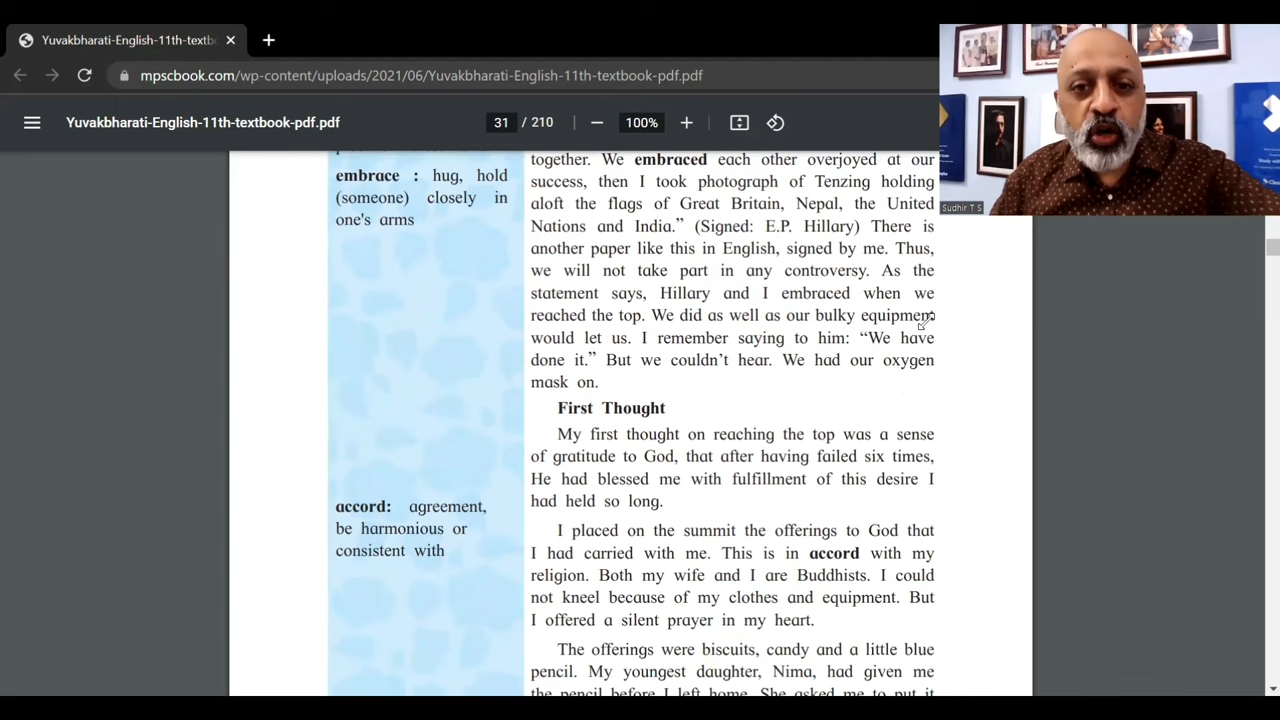 Yuvakbharati-English-11th-textb
mpscbook.com/wp-content/uploads/2021/06/Yuvakbharati-English-11th-textbook-pdf.pdf
Yuvakbharati-English-11th-textbook-pdf.pdf
31 / 210
100%
Sudhir T S
embrace : hug, hold
(someone) closely in
one's arms
accord: agreement,
be harmonious or
consistent with
together. We embraced each other overjoyed at our
success, then I took photograph of Tenzing holding
aloft the flags of Great Britain, Nepal, the United
Nations and India.” (Signed: E.P. Hillary) There is
another paper like this in English, signed by me. Thus,
we will not take part in any controversy. As the
statement says, Hillary and I embraced when we
reached the top. We did as well as our bulky equipment
would let us. I remember saying to him: “We have
done it.” But we couldn’t hear. We had our oxygen
mask on.
First Thought
My first thought on reaching the top was a sense
of gratitude to God, that after having failed six times,
He had blessed me with fulfillment of this desire I
had held so long.
I placed on the summit the offerings to God that
I had carried with me. This is in accord with my
religion. Both my wife and I are Buddhists. I could
not kneel because of my clothes and equipment. But
I offered a silent prayer in my heart.
The offerings were biscuits, candy and a little blue
pencil. My youngest daughter, Nima, had given me
the pencil before I left home. She asked me to put it